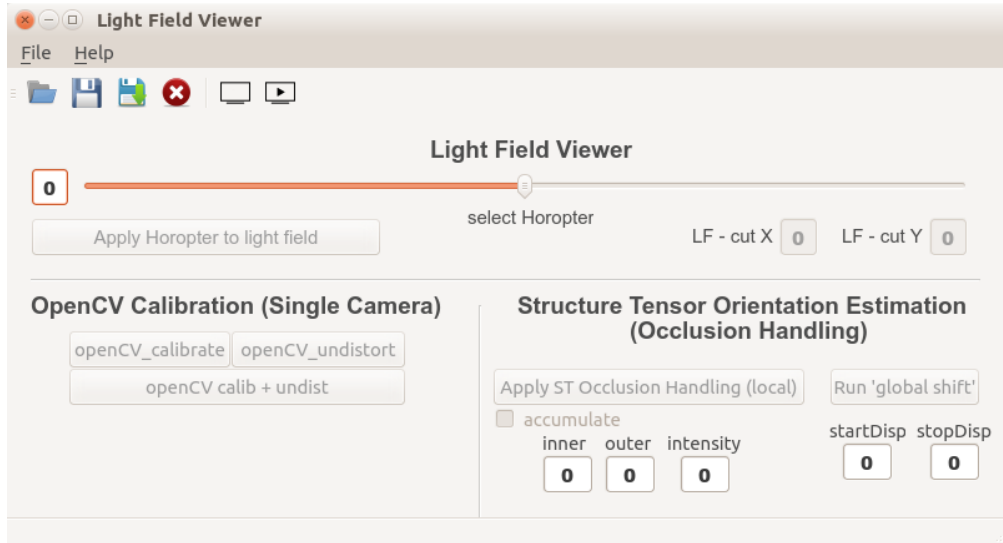 Light Field Viewer
File Help
Light Field Viewer
0
select Horopter
Apply Horopter to light field
LF - cut X 0 LF - cut Y 0
OpenCV Calibration (Single Camera)
openCV_calibrate openCV_undistort
openCV calib + undist
Structure Tensor Orientation Estimation
(Occlusion Handling)
Apply ST Occlusion Handling (local) Run 'global shift'
accumulate
inner outer intensity
0 0 0
startDisp stopDisp
0 0